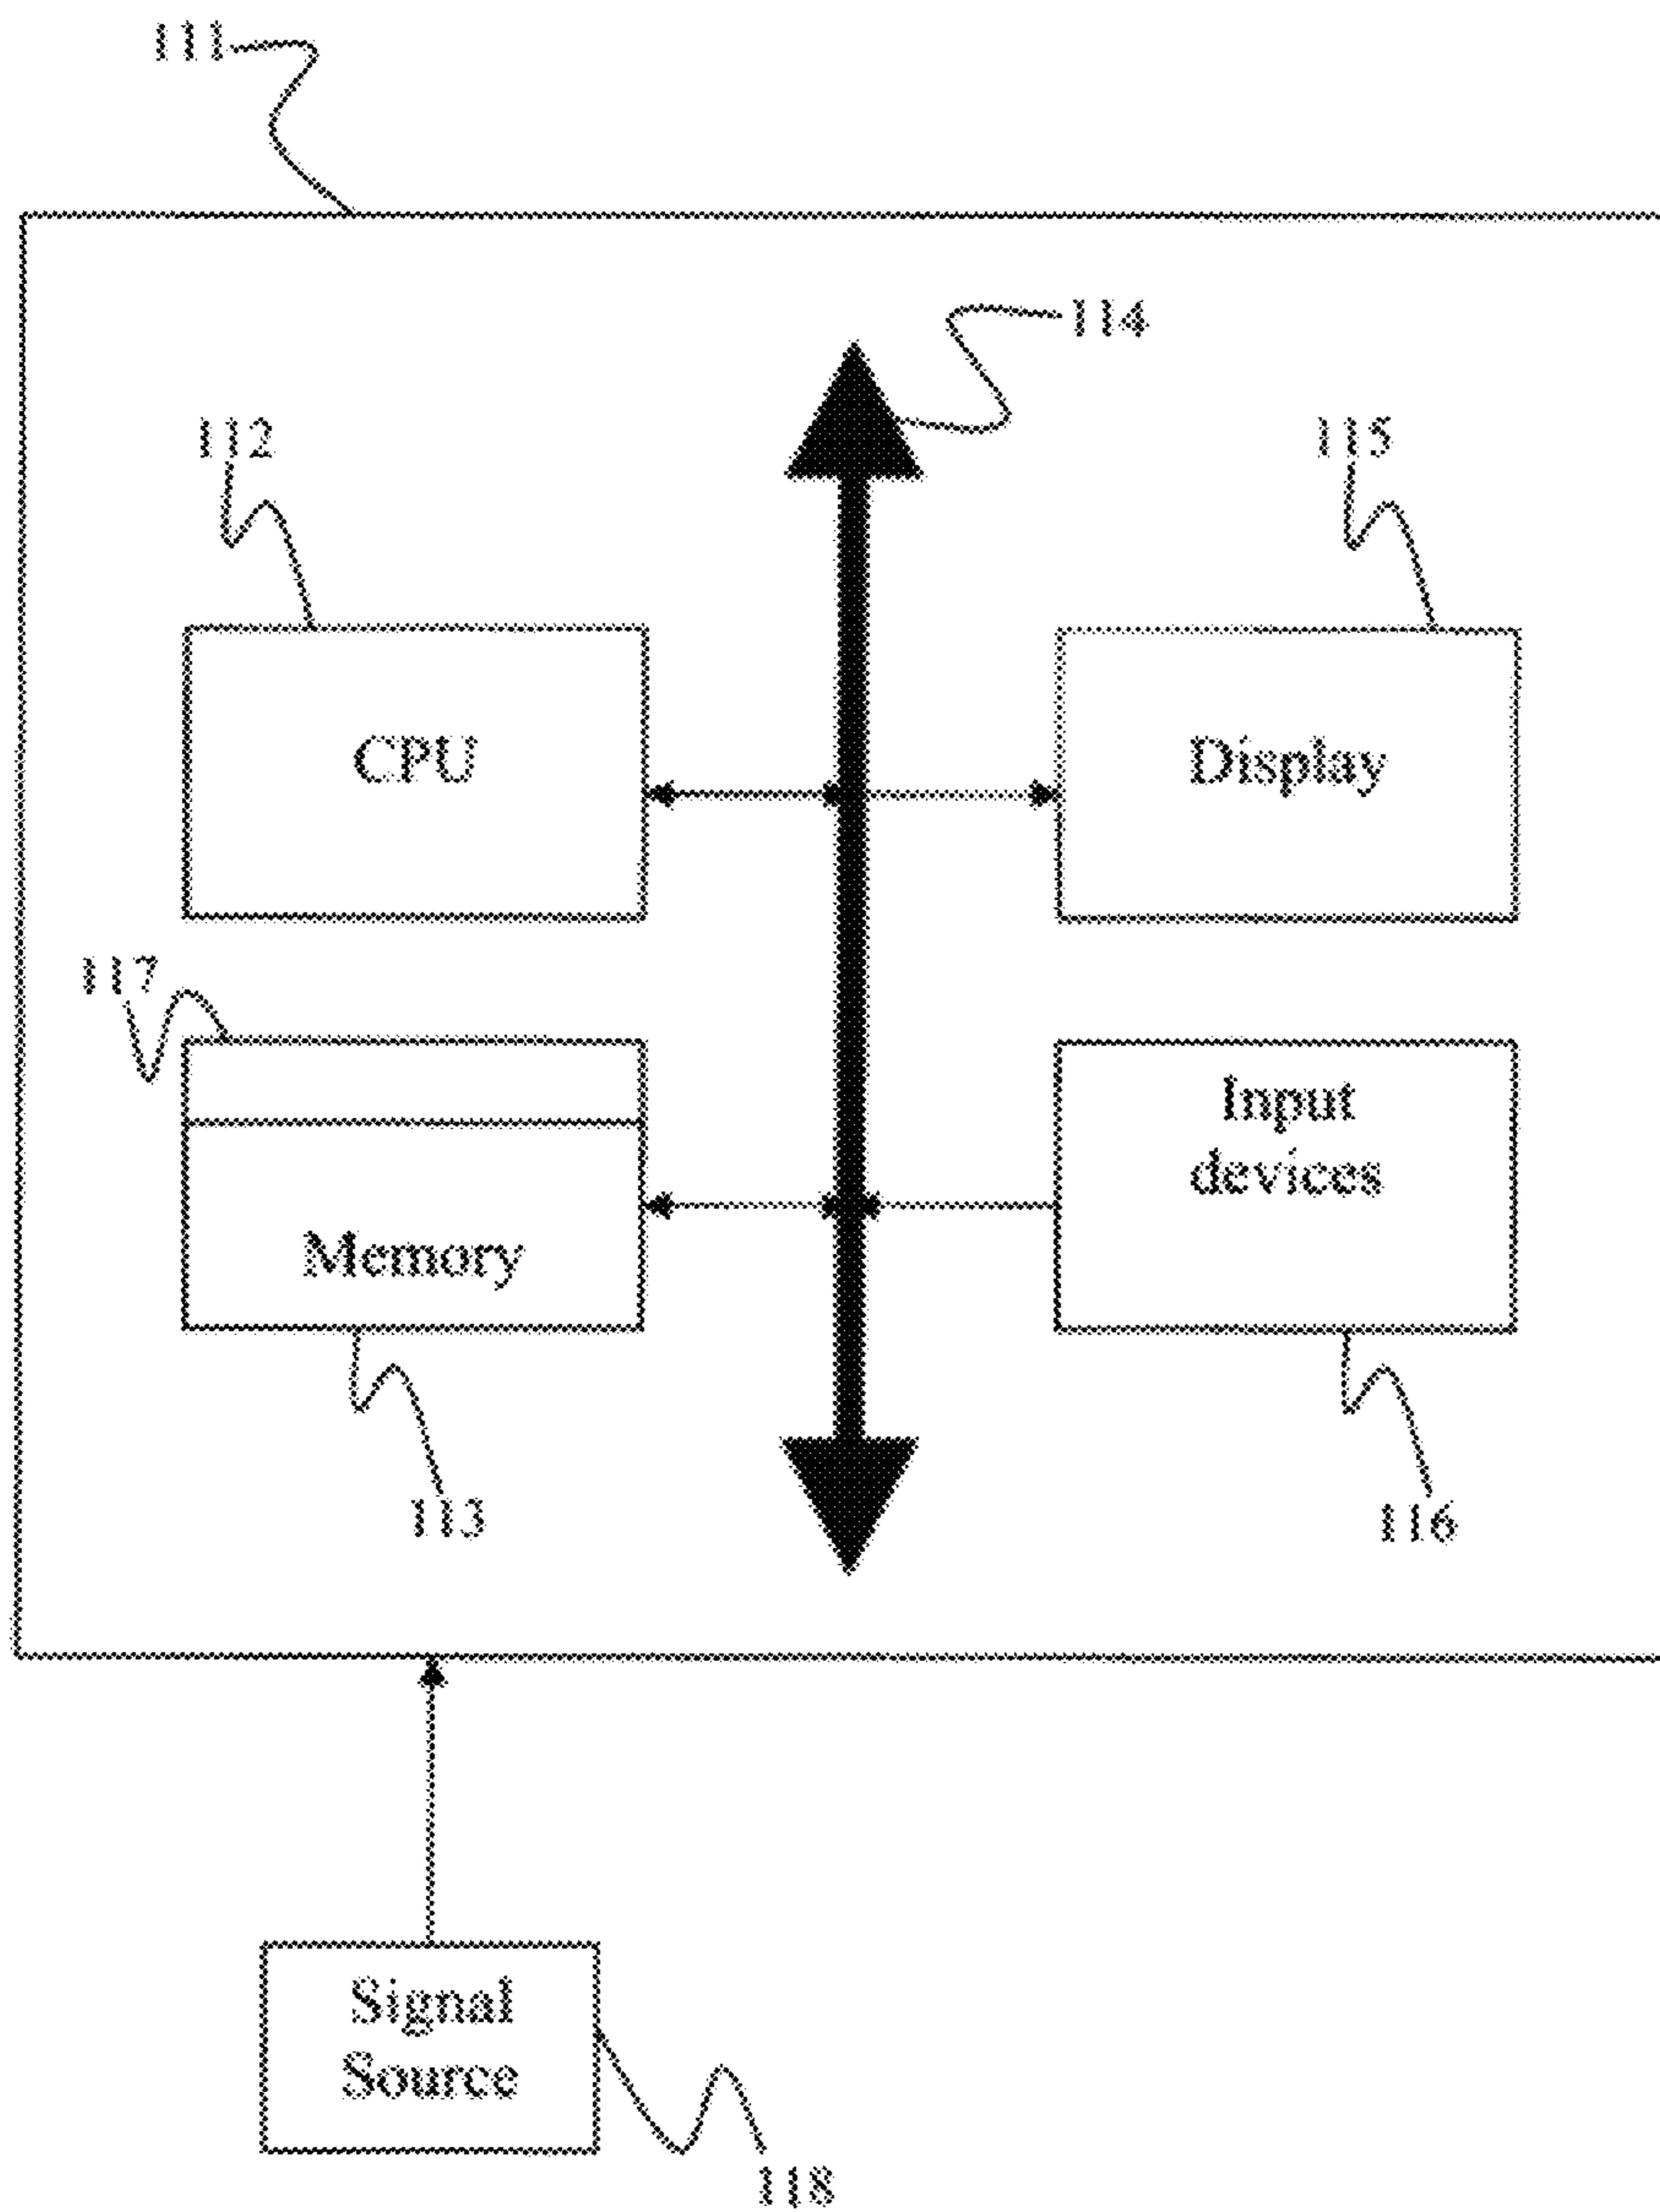 111
114
112
115
CPU
Display
117
Input
devices
Memory
113
116
Signal
Source
118